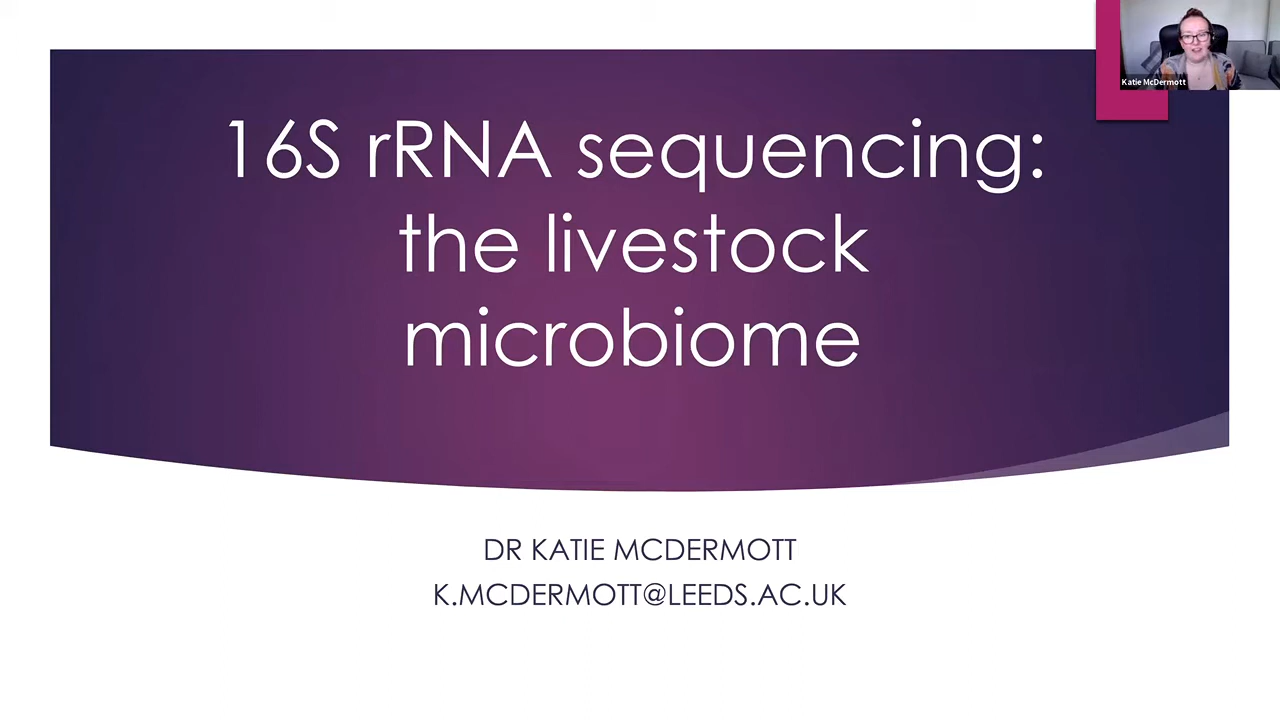 Katie McDermott
16S rRNA sequencing:
the livestock
microbiome
DR KATIE MCDERMOTT
K.MCDERMOTT@LEEDS.AC.UK